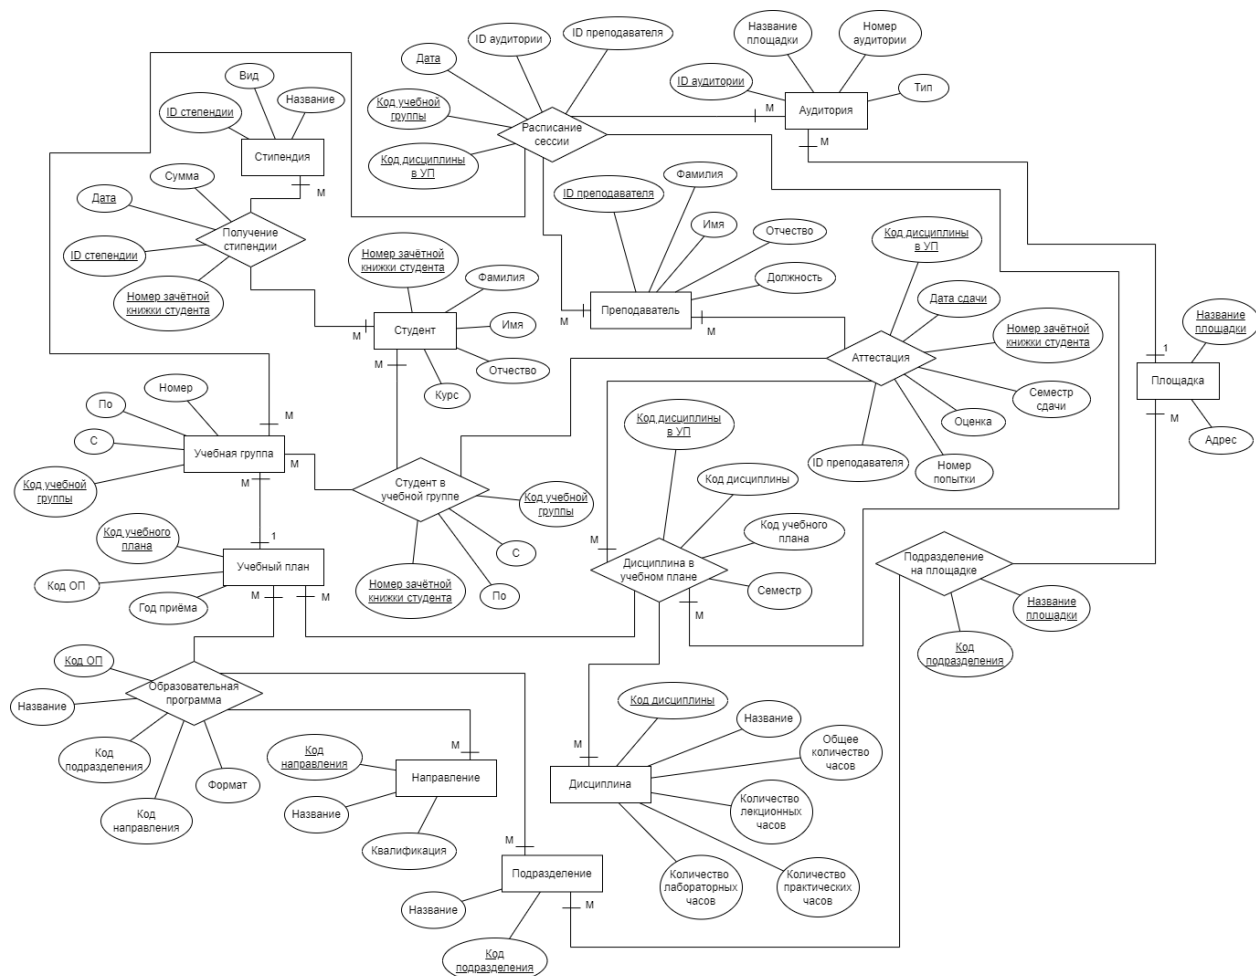 ID аудитории
ID преподавателя
Название
площадки
Номер
аудитории
Дата
ID аудитории
Тип
Код учебной
группы
Расписание
сессии
М
Аудитория
М
Код дисциплины
в УП
Вид
Название
ID степендии
Стипендия
М
Сумма
Дата
Получение
стипендии
ID степендии
Номер зачётной
книжки студента
Фамилия
ID преподавателя
Имя
Отчество
Должность
Преподаватель
М
М
Код дисциплины
в УП
Дата сдачи
Номер зачётной
книжки студента
Аттестация
Семестр
сдачи
Оценка
Номер
попытки
ID преподавателя
Название
площадки
1
Площадка
М
Адрес
Номер зачётной
книжки студента
Фамилия
Студент
М
М
Имя
Отчество
Курс
Номер
По
С
М
Учебная группа
М
М
Код учебной
группы
Студент в
учебной группе
Код учебной
группы
С
По
Номер зачётной
книжки студента
1
Код учебного
плана
Учебный план
Код ОП
Год приёма
М
М
Код дисциплины
в УП
Код дисциплины
Код учебного
плана
М
Дисциплина в
учебном плане
Семестр
М
Подразделение
на площадке
Название
площадки
Код
подразделения
Код ОП
Образовательная
программа
Название
Код
подразделения
Формат
Код
направления
Код
направления
М
Направление
Название
Квалификация
М
Подразделение
М
Название
Код
подразделения
Код дисциплины
Название
М
Дисциплина
Общее
количество
часов
Количество
лекционных
часов
Количество
лабораторных
часов
Количество
практических
часов